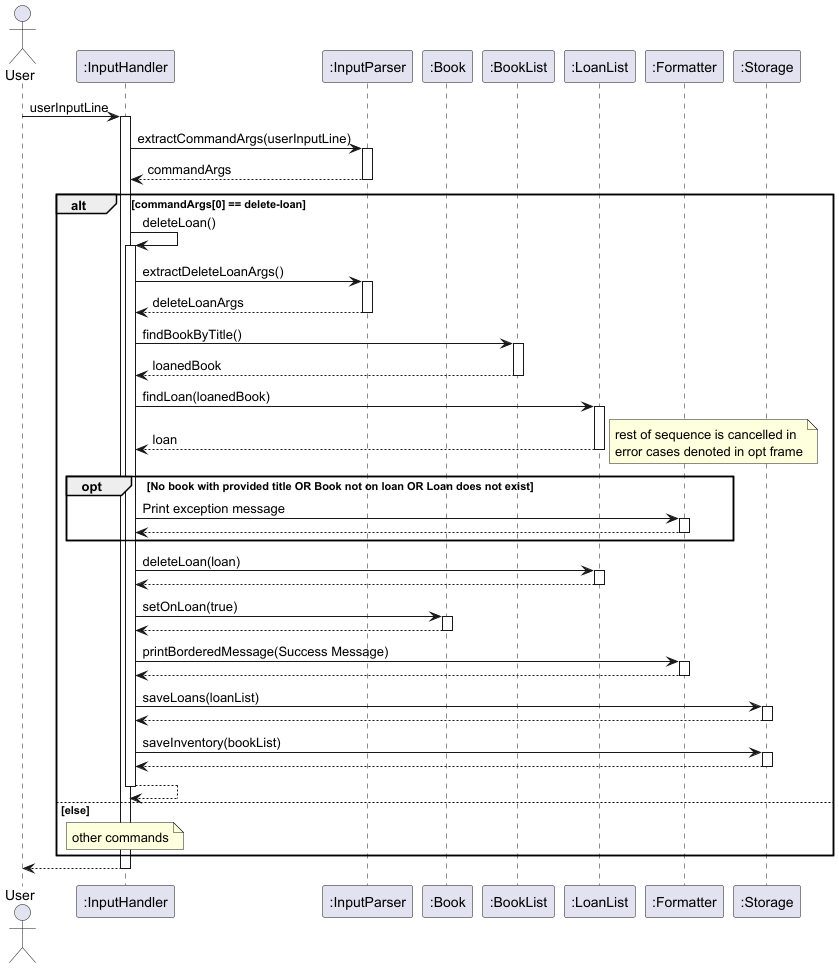 User
:InputHandler
:InputParser
:Book
:BookList
:LoanList
:Formatter
:Storage
userInputLine
extractCommandArgs(userInputLine)
commandArgs
alt
[commandArgs[0] == delete-loan]
deleteLoan()
extractDeleteLoanArgs()
deleteLoanArgs
findBookByTitle()
loanedBook
findLoan(loanedBook)
rest of sequence is cancelled in
error cases denoted in opt frame
loan
opt
[No book with provided title OR Book not on loan OR Loan does not exist]
Print exception message
deleteLoan(loan)
setOnLoan(true)
printBorderedMessage(Success Message)
saveLoans(loanList)
saveInventory(bookList)
[else]
other commands
User
:InputHandler
:InputParser
:Book
:BookList
:LoanList
:Formatter
:Storage